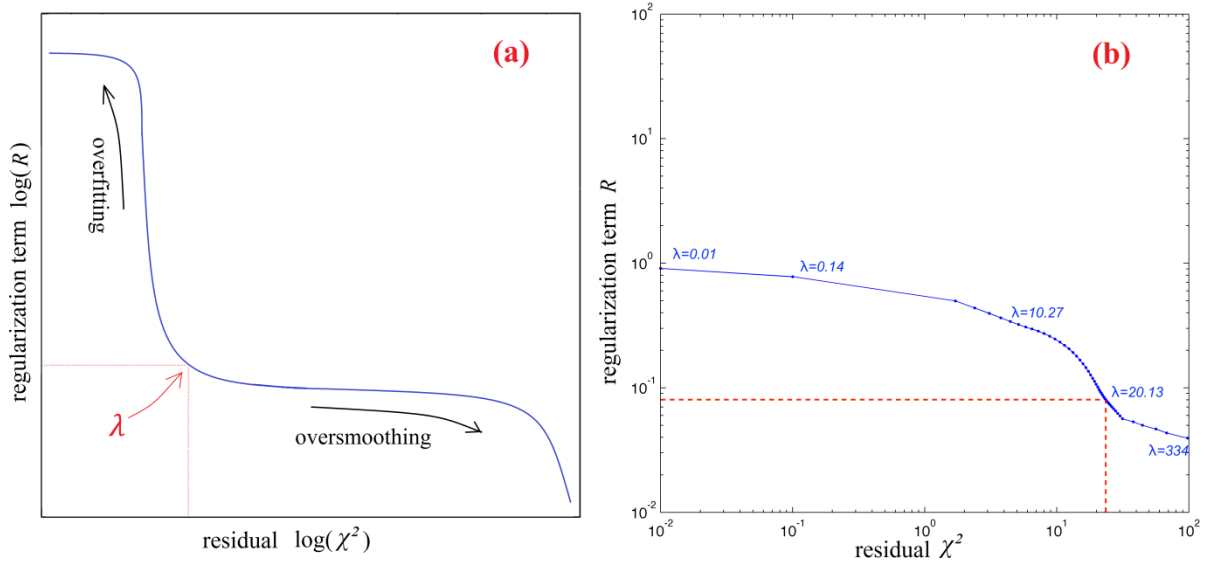 (a)
regularization term log(R)
overfitting
λ
oversmoothing
residual log(χ²)
(b)
regularization term R
10²
10¹
10⁰
10⁻¹
10⁻²
λ=0.01
λ=0.14
λ=10.27
λ=20.13
λ=334
10⁻²
10⁻¹
10⁰
10¹
10²
residual χ²